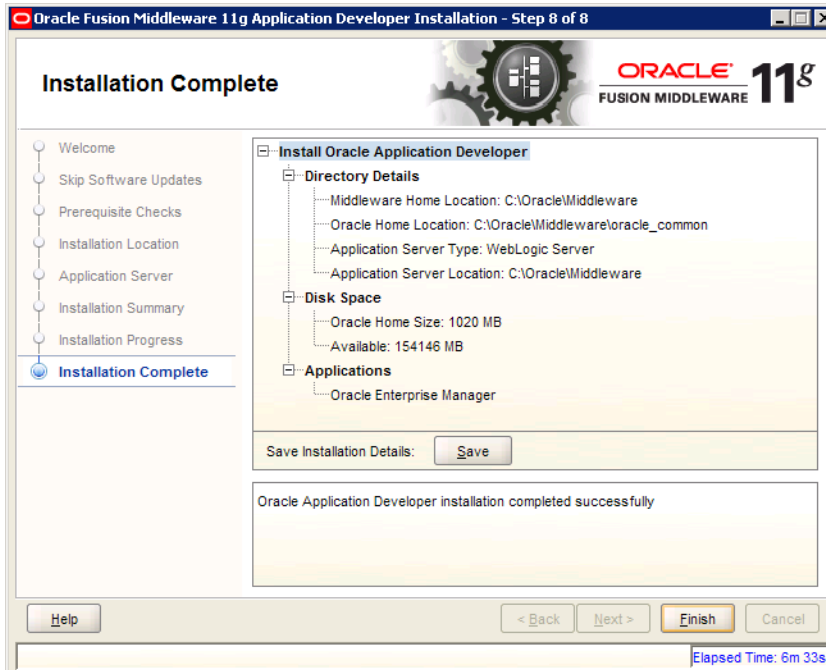 Oracle Fusion Middleware 11g Application Developer Installation - Step 8 of 8
Installation Complete
ORACLE
FUSION MIDDLEWARE 11g
Welcome
Skip Software Updates
Prerequisite Checks
Installation Location
Application Server
Installation Summary
Installation Progress
Installation Complete
Install Oracle Application Developer
Directory Details
Middleware Home Location: C:\Oracle\Middleware
Oracle Home Location: C:\Oracle\Middleware\oracle_common
Application Server Type: WebLogic Server
Application Server Location: C:\Oracle\Middleware
Disk Space
Oracle Home Size: 1020 MB
Available: 154146 MB
Applications
Oracle Enterprise Manager
Save Installation Details: Save
Oracle Application Developer installation completed successfully
Help < Back Next > Finish Cancel
Elapsed Time: 6m 33s